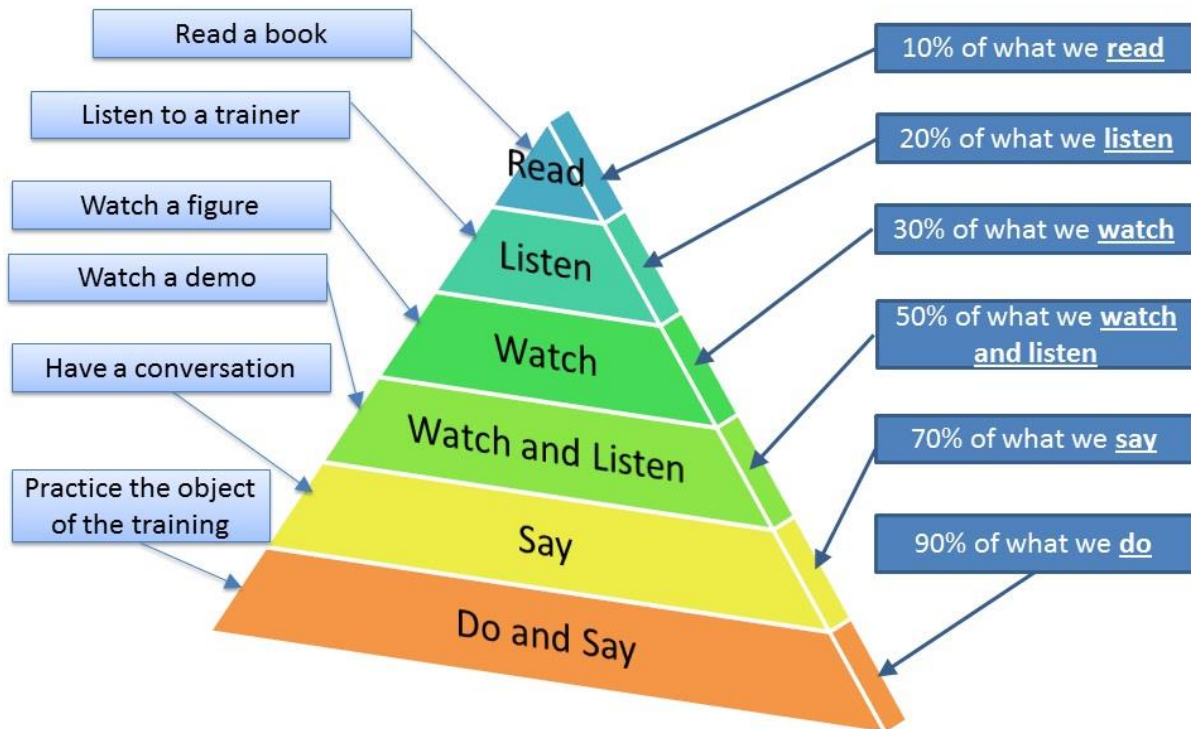 Read a book
Listen to a trainer
Watch a figure
Watch a demo
Have a conversation
Practice the object
of the training
Read
Listen
Watch
Watch and Listen
Say
Do and Say
10% of what we read
20% of what we listen
30% of what we watch
50% of what we watch
and listen
70% of what we say
90% of what we do